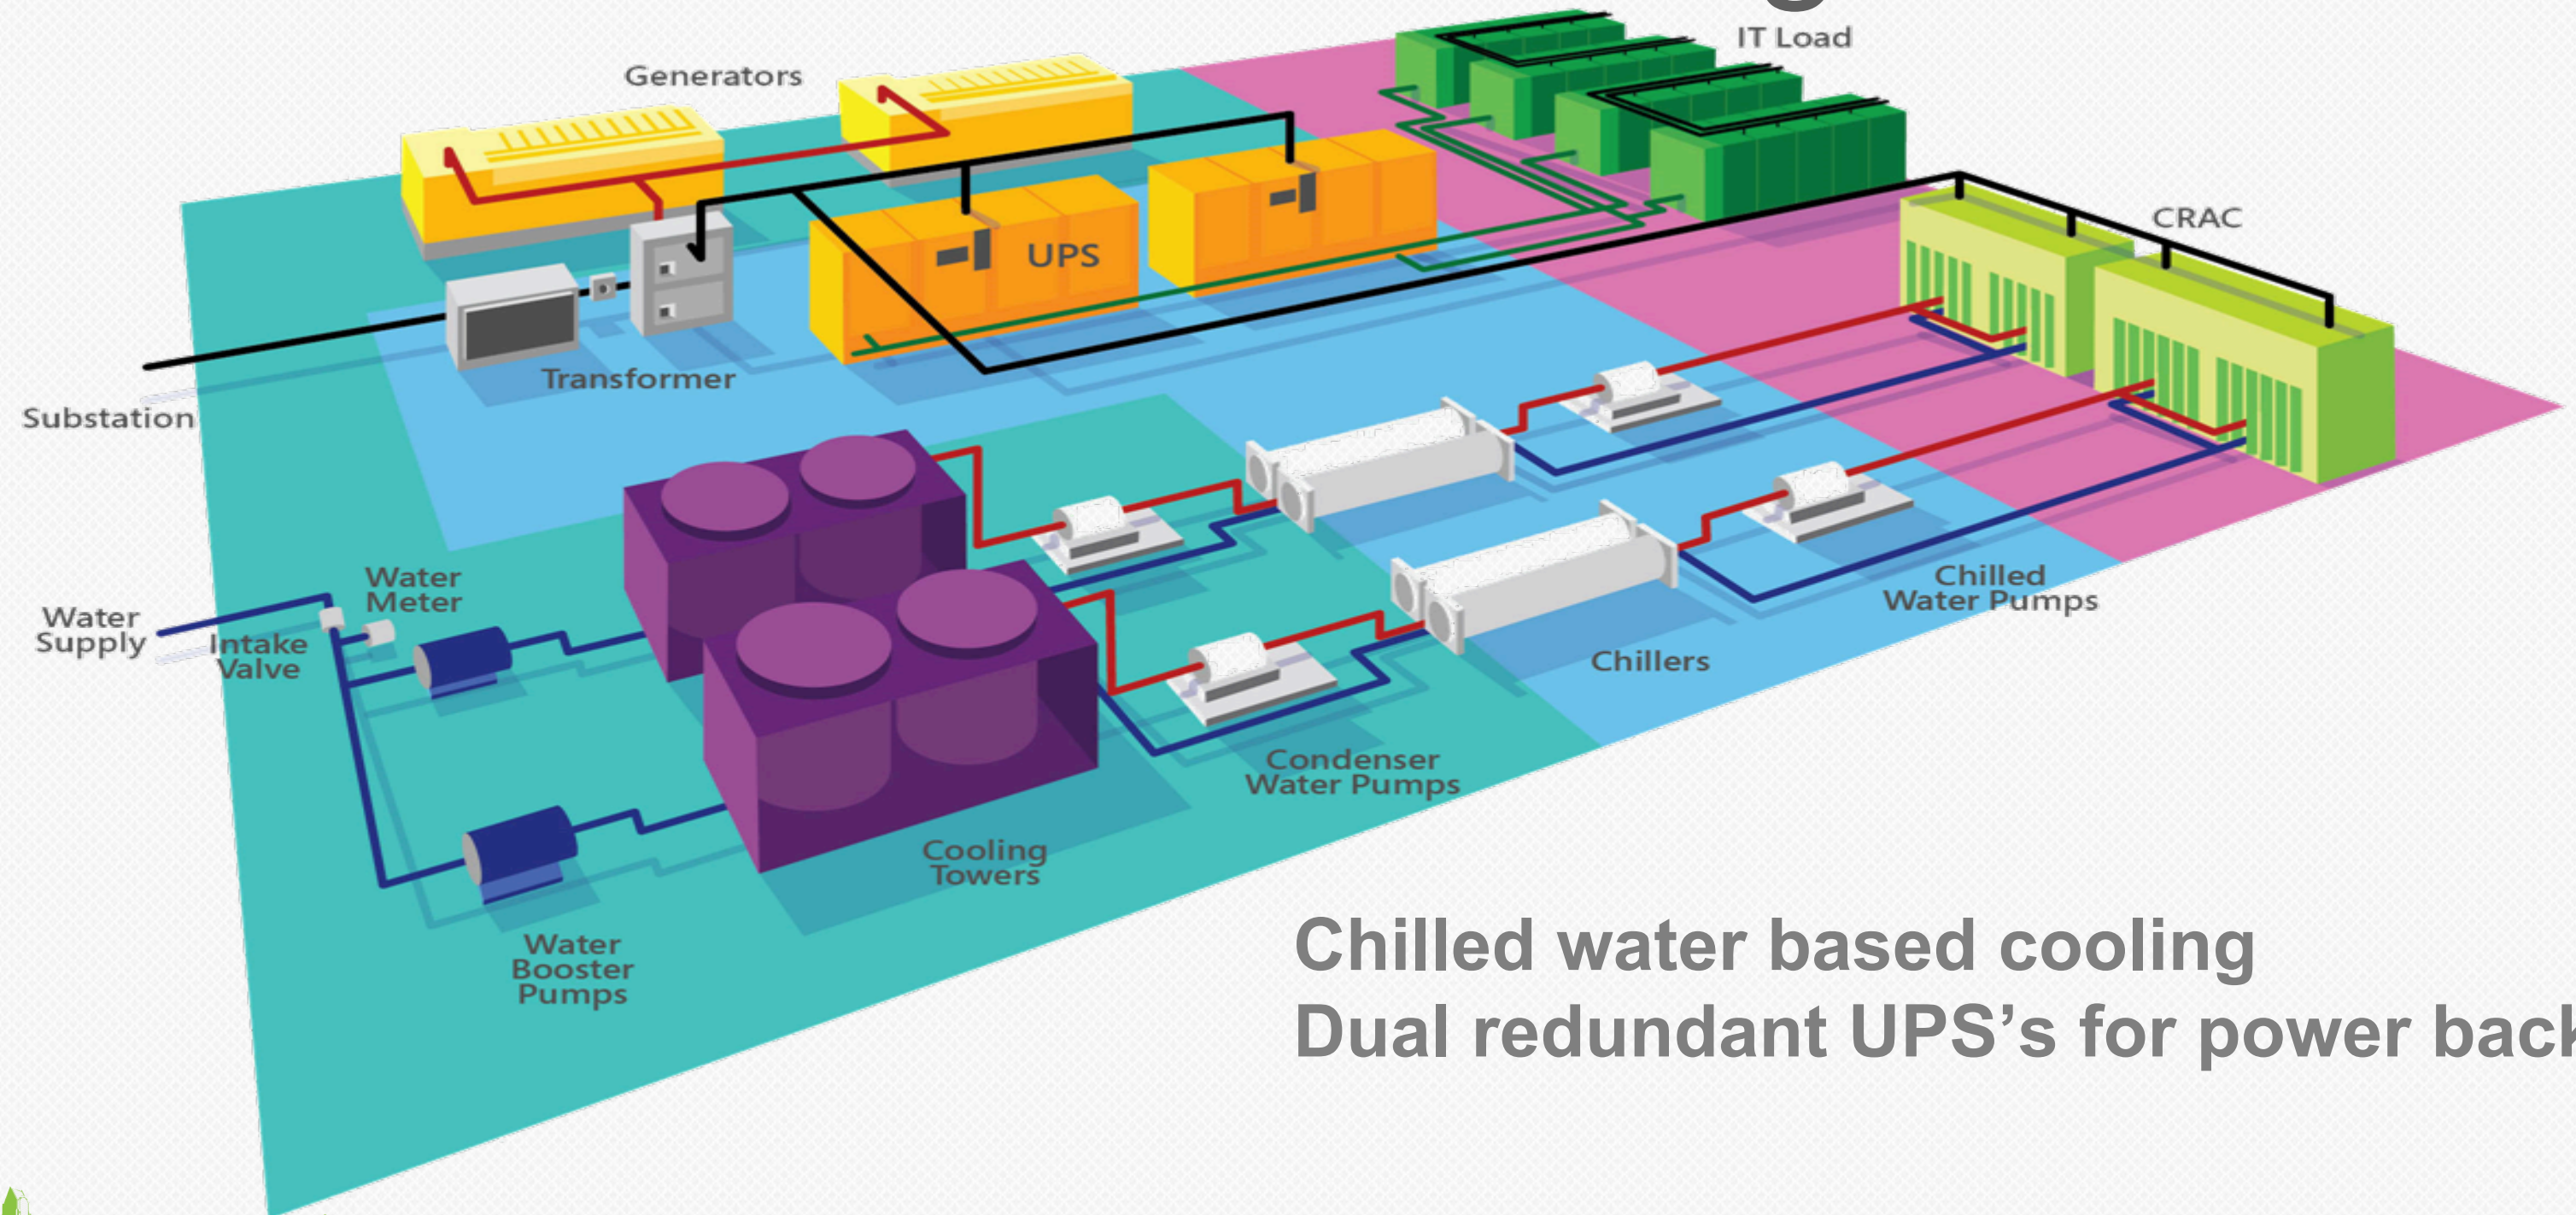 IT Load
Generators
CRAC
UPS
Transformer
Substation
Water
Meter
Water
Supply
Intake
Valve
Chilled
Water Pumps
Chillers
Condenser
Water Pumps
Cooling
Towers
Water
Booster
Pumps
Chilled water based cooling
Dual redundant UPS’s for power